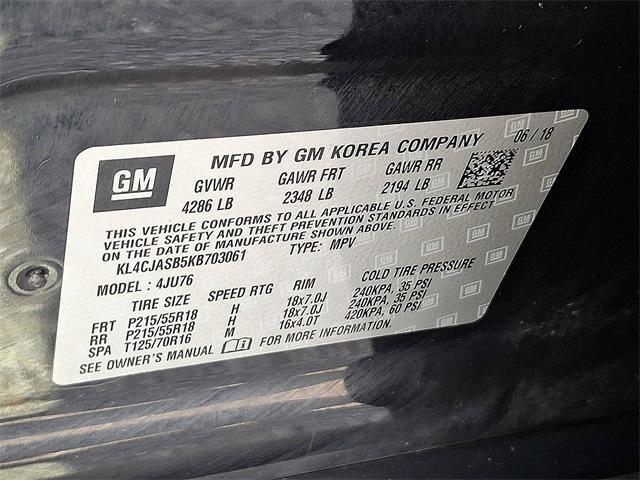 GM
MFD BY GM KOREA COMPANY 06 / 18
GVWR GAWR FRT GAWR RR
4286 LB 2348 LB 2194 LB
THIS VEHICLE CONFORMS TO ALL APPLICABLE U.S. FEDERAL MOTOR
VEHICLE SAFETY AND THEFT PREVENTION STANDARDS IN EFFECT
ON THE DATE OF MANUFACTURE SHOWN ABOVE.
KL4CJASB5KB703061 TYPE: MPV
MODEL : 4JU76
TIRE SIZE SPEED RTG RIM COLD TIRE PRESSURE
FRT P215/55R18 H 18x7.0J 240KPA, 35 PSI
RR P215/55R18 H 18x7.0J 240KPA, 35 PSI
SPA T125/70R16 M 16x4.0T 420KPA, 60 PSI
SEE OWNER'S MANUAL FOR MORE INFORMATION.